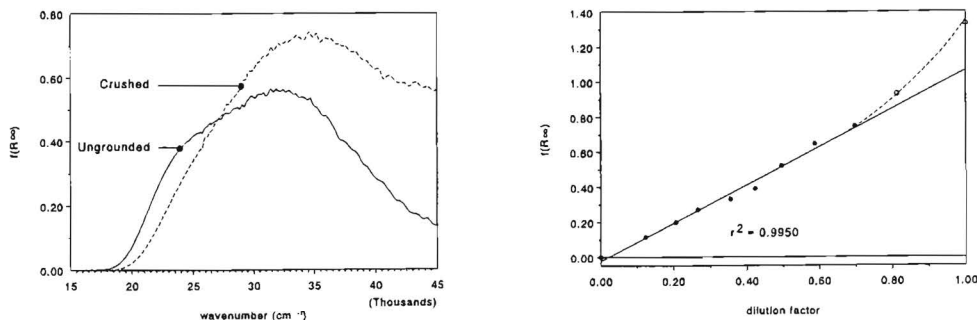 0.80
0.60
0.40
0.20
0.00
f(R∞)
Crushed
Ungrounded
15 20 25 30 35 40 45
(Thousands)
wavenumber (cm⁻¹)
1.40
1.20
1.00
0.80
0.60
0.40
0.20
0.00
f(R∞)
r² = 0.9950
0.00 0.20 0.40 0.60 0.80 1.00
dilution factor